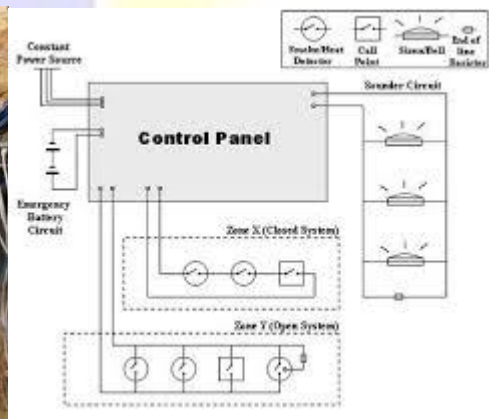 Constant
Power Source
Smoke/Heat
Detector
Call
Point
Siren/Bell
End of
line
Resistor
Sounder Circuit
Control Panel
Emergency
Battery
Circuit
Zone X (Closed System)
Zone Y (Open System)